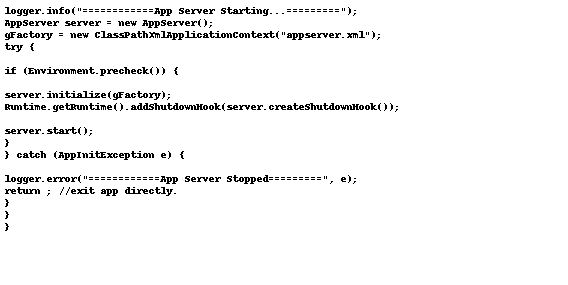 logger.info("============App Server Starting...=========");
AppServer server = new AppServer();
gFactory = new ClassPathXmlApplicationContext("appserver.xml");
try {
if (Environment.precheck()) {
server.initialize(gFactory);
Runtime.getRuntime().addShutdownHook(server.createShutdownHook());
server.start();
}
} catch (AppInitException e) {
logger.error("============App Server Stopped=========", e);
return ; //exit app directly.
}
}
}